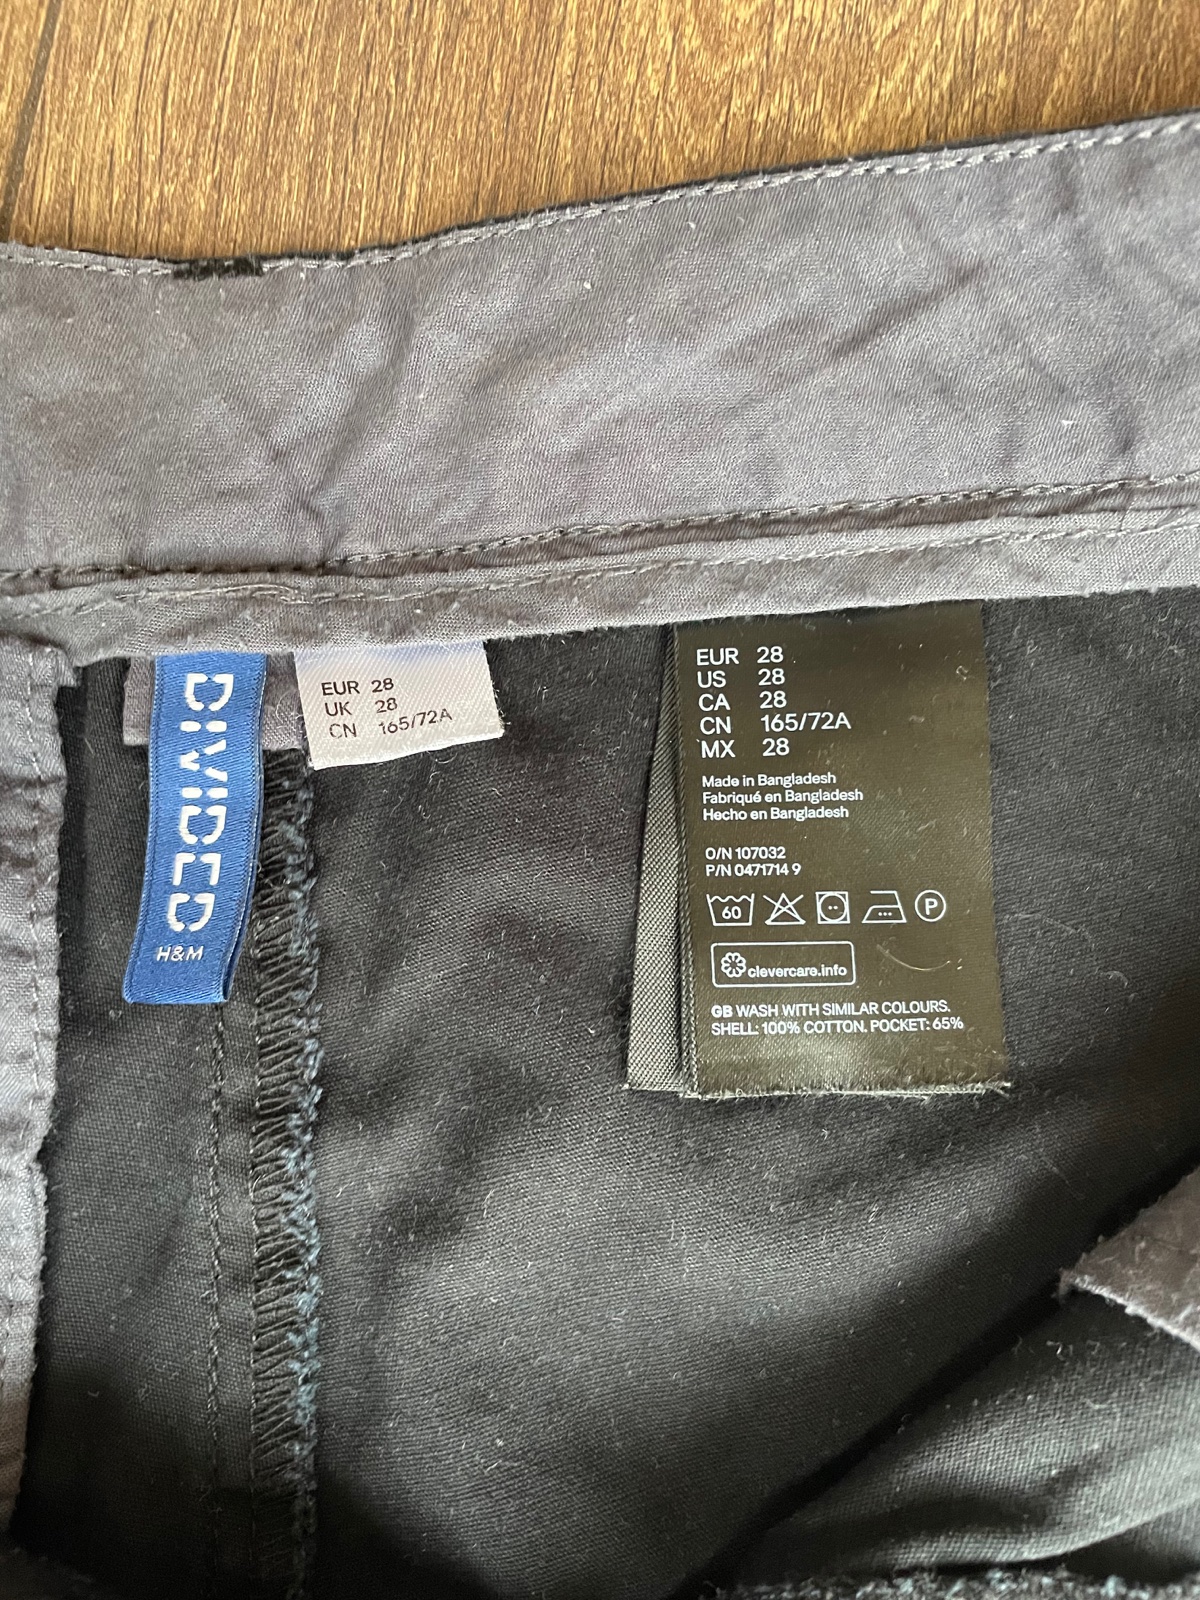 DIVIDED
H&M
EUR 28
UK 28
CN 165/72A
EUR 28
US 28
CA 28
CN 165/72A
MX 28
Made in Bangladesh
Fabriqué en Bangladesh
Hecho en Bangladesh
O/N 107032
P/N 0471714 9
60 P
clevercare.info
GB WASH WITH SIMILAR COLOURS.
SHELL: 100% COTTON. POCKET: 65%